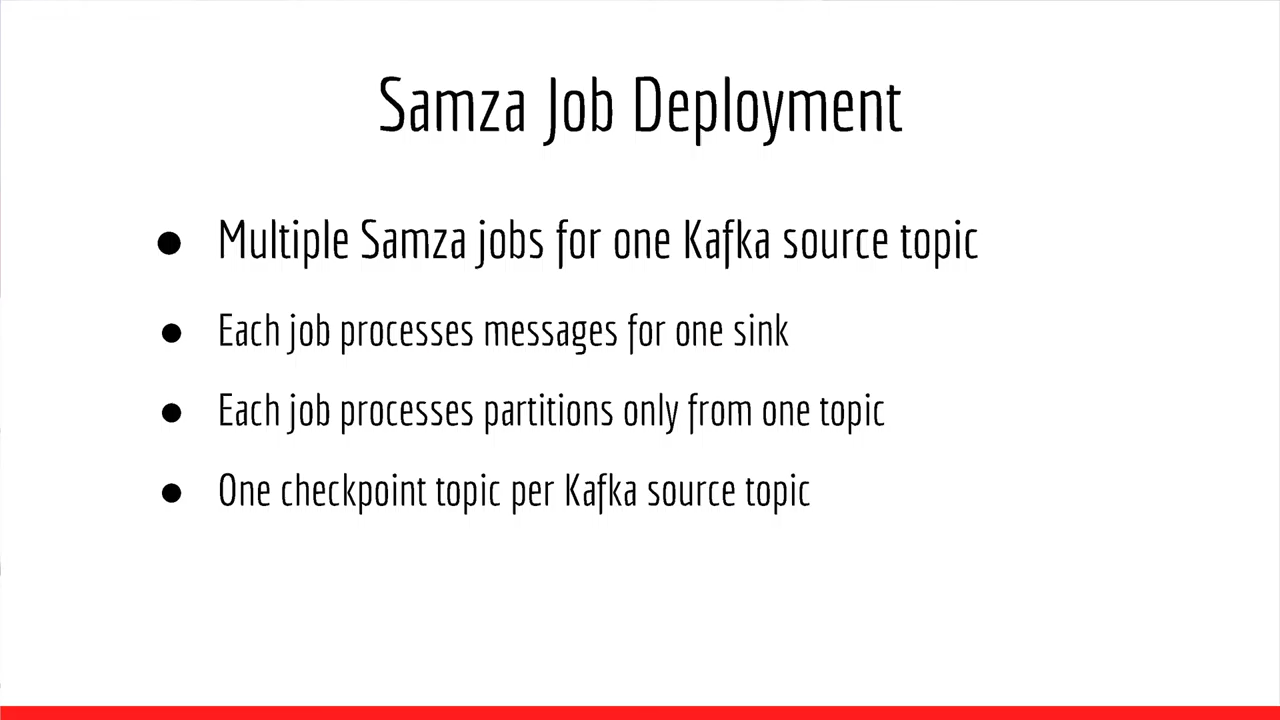 Samza Job Deployment
● Multiple Samza jobs for one Kafka source topic
● Each job processes messages for one sink
● Each job processes partitions only from one topic
● One checkpoint topic per Kafka source topic